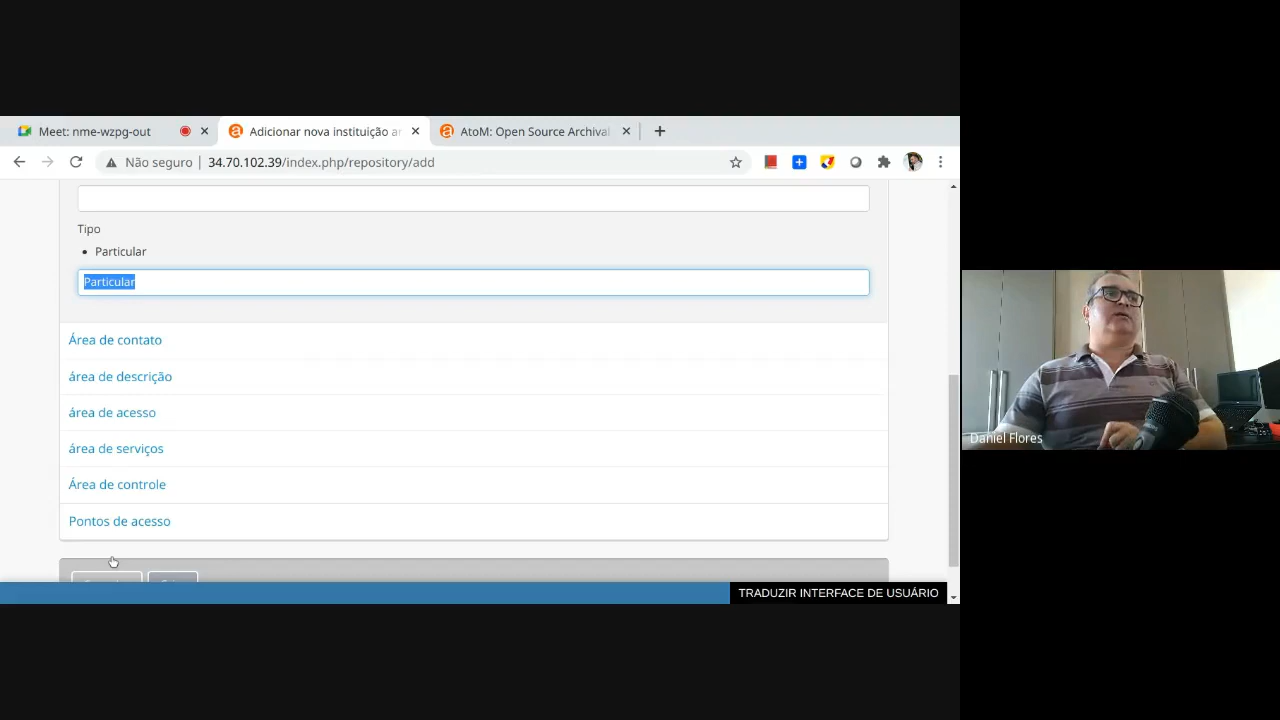 Meet: nme-wzpg-out
Adicionar nova instituição ar
AtoM: Open Source Archival
Não seguro
34.70.102.39/index.php/repository/add
Tipo
• Particular
Particular
Área de contato
área de descrição
área de acesso
área de serviços
Área de controle
Pontos de acesso
TRADUZIR INTERFACE DE USUÁRIO
Daniel Flores